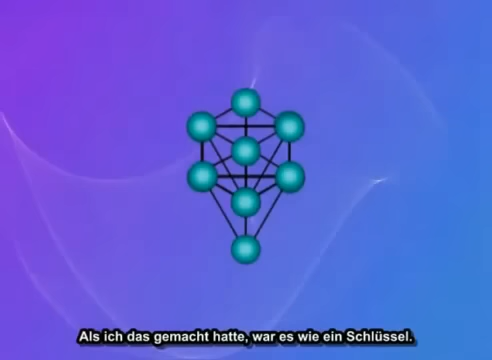 Als ich das gemacht hatte, war es wie ein Schlüssel.